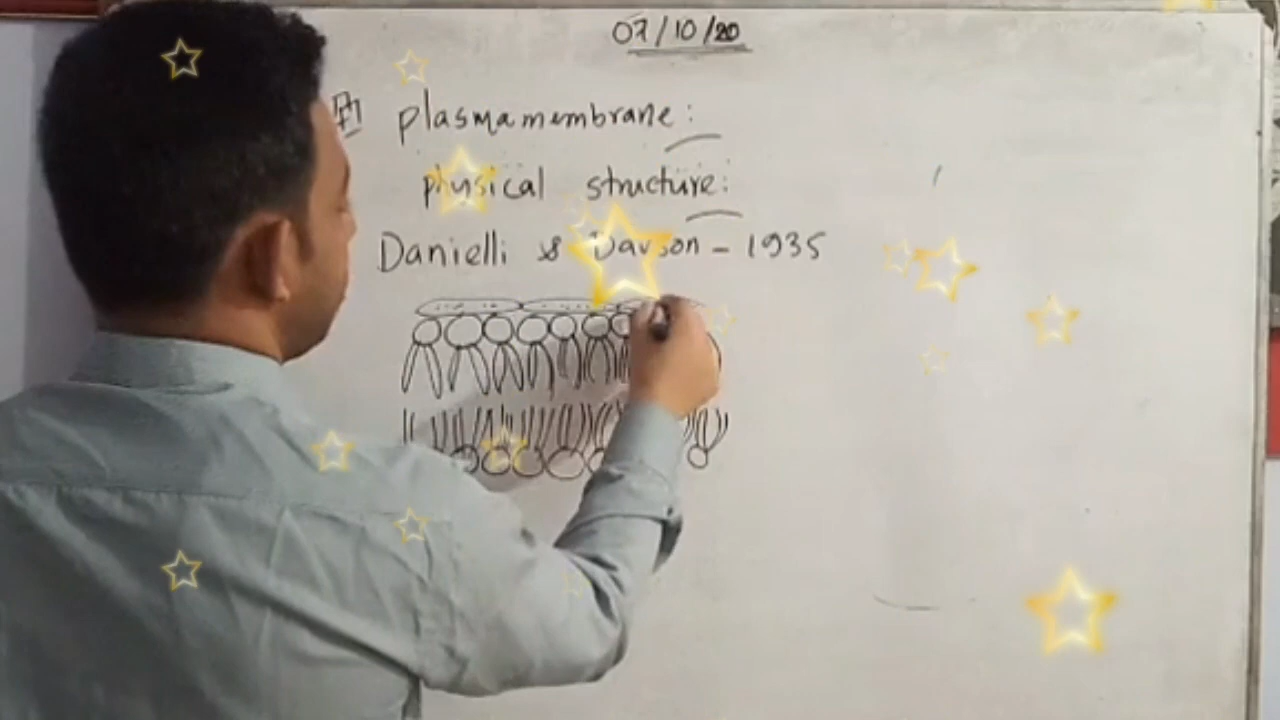 07/10/20
plasmamembrane:
physical structure:
Danielli & Davson - 1935